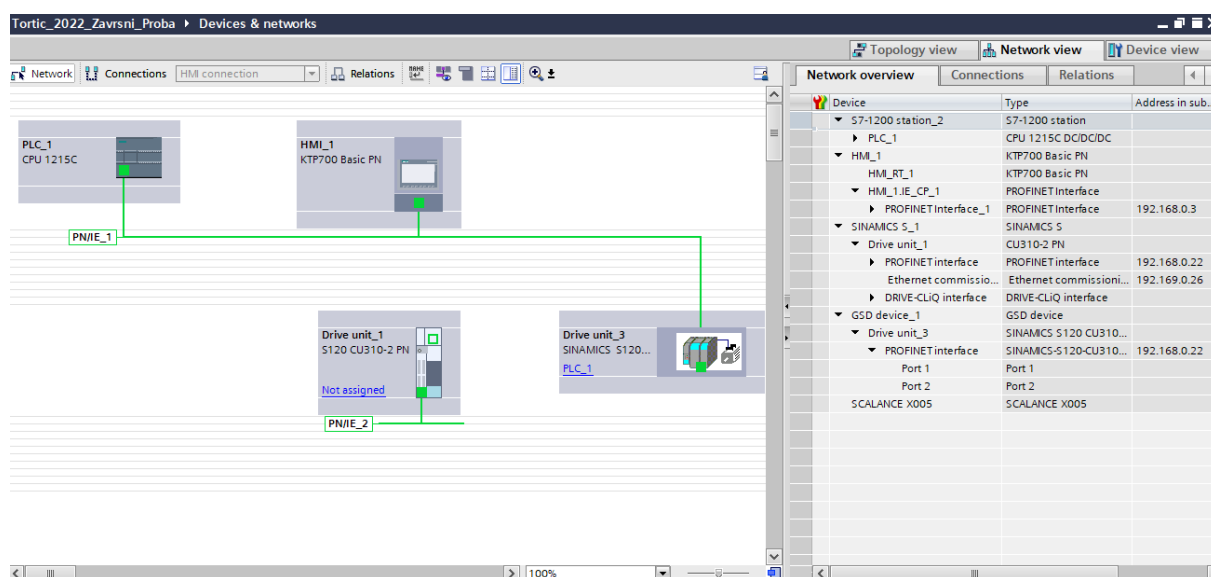 Tortic_2022_Zavrsni_Proba ▸ Devices & networks
Topology view Network view Device view
Network Connections HMI connection Relations
Network overview Connections Relations
Device Type Address in sub...
S7-1200 station_2 S7-1200 station
PLC_1 CPU 1215C DC/DC/DC
HMI_1 KTP700 Basic PN
HMI_RT_1 KTP700 Basic PN
HMI_1.IE_CP_1 PROFINET Interface
PROFINET Interface_1 PROFINET Interface 192.168.0.3
SINAMICS S_1 SINAMICS S
Drive unit_1 CU310-2 PN
PROFINET interface PROFINET interface 192.168.0.22
Ethernet commissio... Ethernet commissioni... 192.169.0.26
DRIVE-CLiQ interface DRIVE-CLiQ interface
GSD device_1 GSD device
Drive unit_3 SINAMICS S120 CU310...
PROFINET interface SINAMICS-S120-CU310... 192.168.0.22
Port 1 Port 1
Port 2 Port 2
SCALANCE X005 SCALANCE X005
PLC_1
CPU 1215C
HMI_1
KTP700 Basic PN
PN/IE_1
Drive unit_1
S120 CU310-2 PN
Not assigned
Drive unit_3
SINAMICS S120...
PLC_1
PN/IE_2
100%